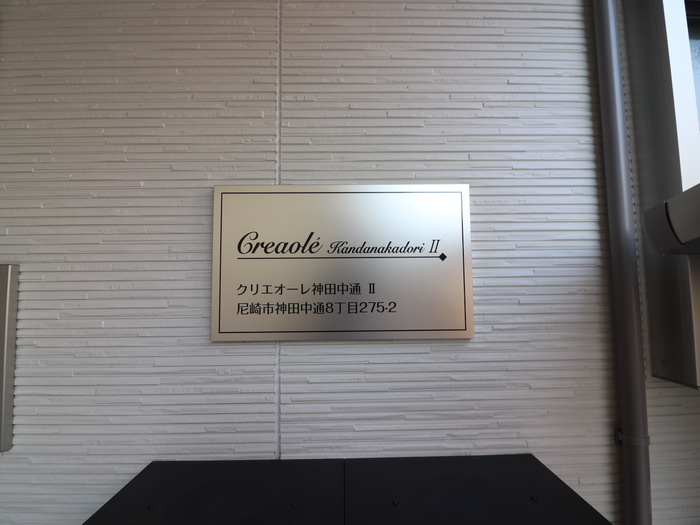 Creaolé Kandanakadori Ⅱ
クリエオーレ神田中通 Ⅱ
尼崎市神田中通8丁目275-2